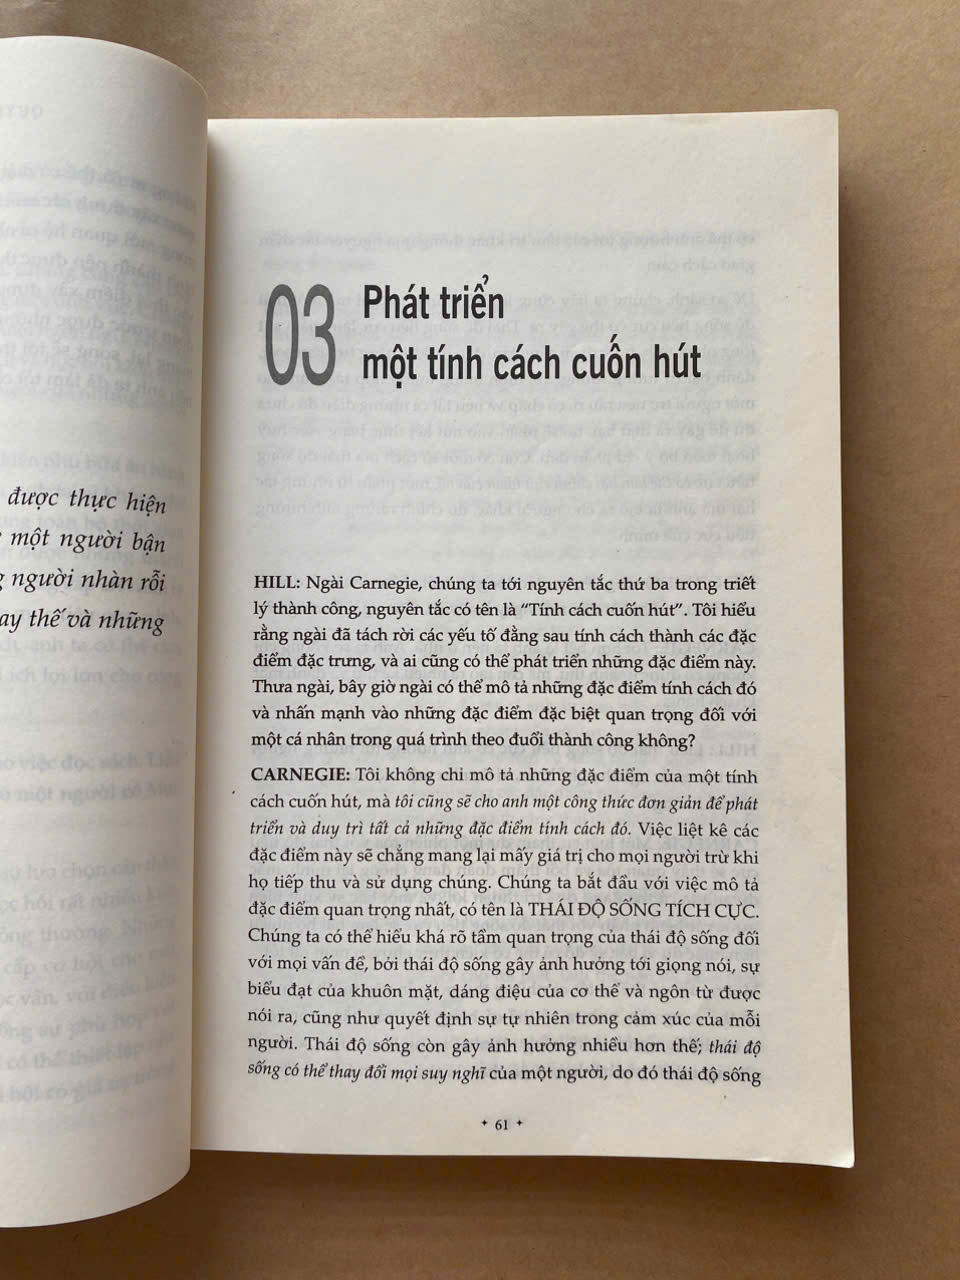 được thực hiện
một người bận
người nhàn rỗi
thế và những
03
Phát triển
một tính cách cuốn hút
HILL: Ngài Carnegie, chúng ta tới nguyên tắc thứ ba trong triết
lý thành công, nguyên tắc có tên là “Tính cách cuốn hút”. Tôi hiểu
rằng ngài đã tách rời các yếu tố đằng sau tính cách thành các đặc
điểm đặc trưng, và ai cũng có thể phát triển những đặc điểm này.
Thưa ngài, bây giờ ngài có thể mô tả những đặc điểm tính cách đó
và nhấn mạnh vào những đặc điểm đặc biệt quan trọng đối với
một cá nhân trong quá trình theo đuổi thành công không?
CARNEGIE: Tôi không chỉ mô tả những đặc điểm của một tính
cách cuốn hút, mà tôi cũng sẽ cho anh một công thức đơn giản để phát
triển và duy trì tất cả những đặc điểm tính cách đó. Việc liệt kê các
đặc điểm này sẽ chẳng mang lại mấy giá trị cho mọi người trừ khi
họ tiếp thu và sử dụng chúng. Chúng ta bắt đầu với việc mô tả
đặc điểm quan trọng nhất, có tên là THÁI ĐỘ SỐNG TÍCH CỰC.
Chúng ta có thể hiểu khá rõ tầm quan trọng của thái độ sống đối
với mọi vấn đề, bởi thái độ sống gây ảnh hưởng tới giọng nói, sự
biểu đạt của khuôn mặt, dáng điệu của cơ thể và ngôn từ được
nói ra, cũng như quyết định sự tự nhiên trong cảm xúc của mỗi
người. Thái độ sống còn gây ảnh hưởng nhiều hơn thế; thái độ
sống có thể thay đổi mọi suy nghĩ của một người, do đó thái độ sống
61